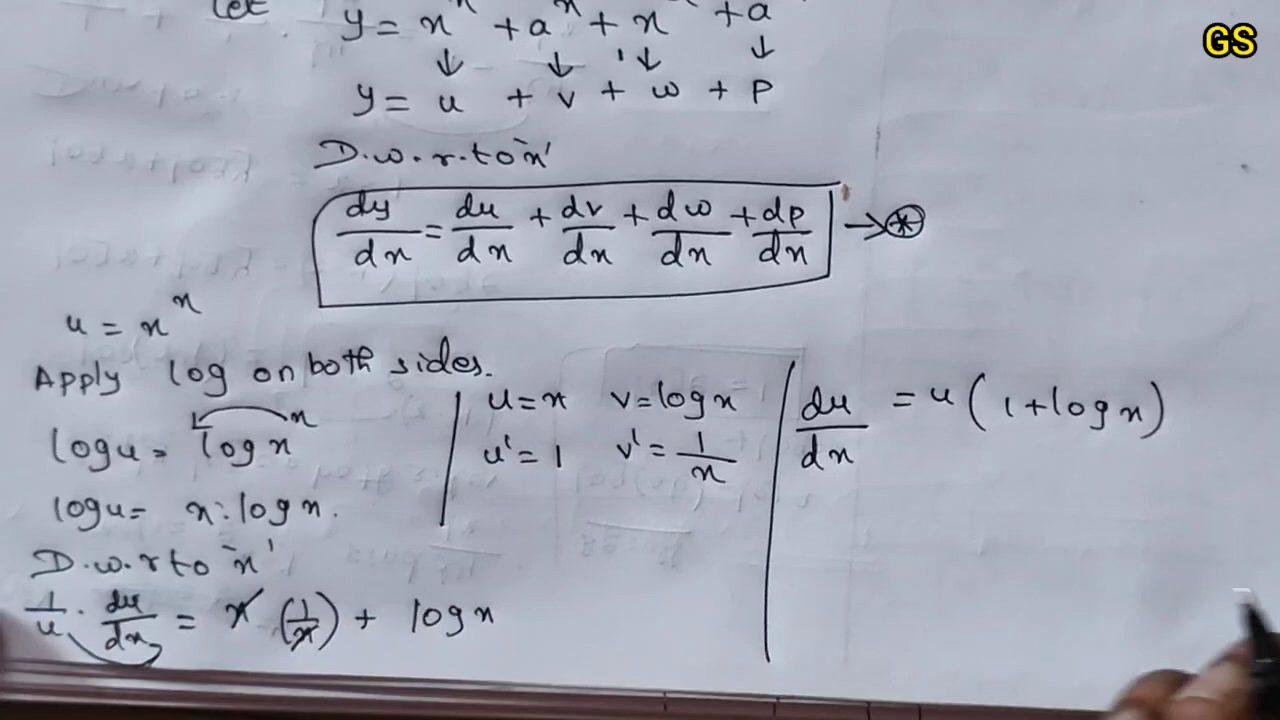 GS
let y = x^x + a^x + x + a
↓ ↓ ↓ ↓
y = u + v + w + p
D.w.r.to 'x'
dy/dx = du/dx + dv/dx + dw/dx + dp/dx → ⊛
u = x^x
Apply log on both sides.
log u = log x^x
log u = x · log x.
D.w.r to 'x'
1/u · du/dx = x (1/x) + log x
u = x v = log x
u' = 1 v' = 1/x
du/dx = u (1 + log x)